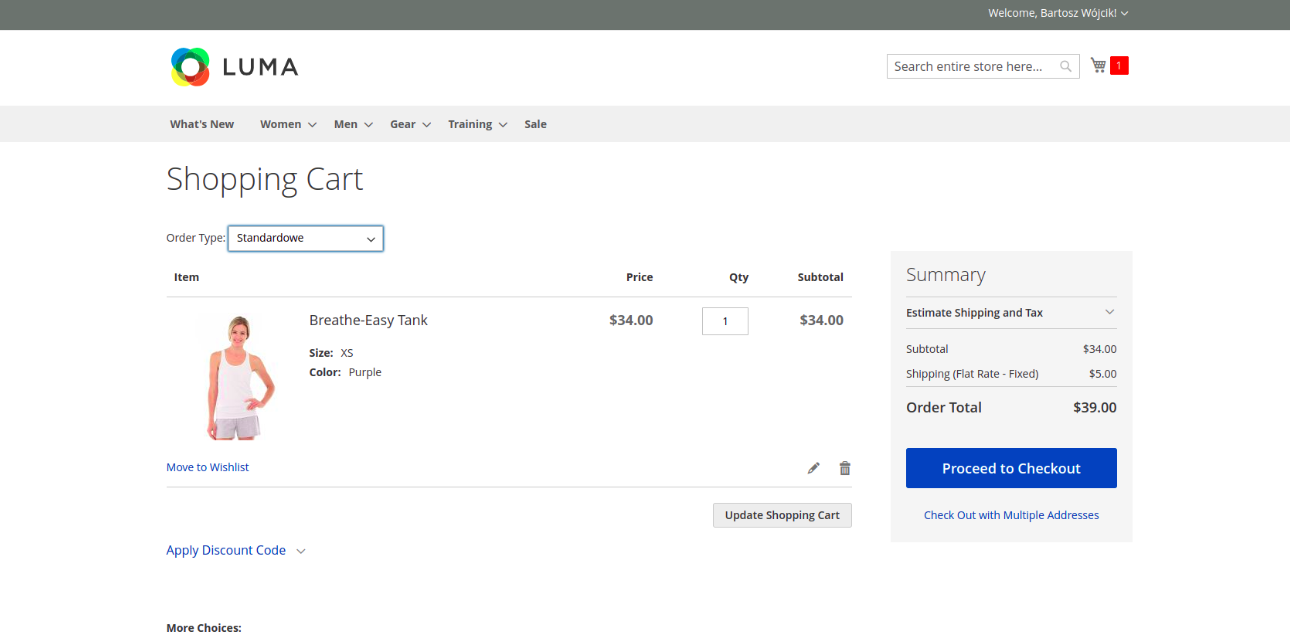 Welcome, Bartosz Wójcik!
LUMA
Search entire store here...
1
What's New Women Men Gear Training Sale
Shopping Cart
Order Type: Standardowe
Item Price Qty Subtotal
Breathe-Easy Tank $34.00 1 $34.00
Size: XS
Color: Purple
Move to Wishlist
Update Shopping Cart
Apply Discount Code
More Choices:
Summary
Estimate Shipping and Tax
Subtotal $34.00
Shipping (Flat Rate - Fixed) $5.00
Order Total $39.00
Proceed to Checkout
Check Out with Multiple Addresses